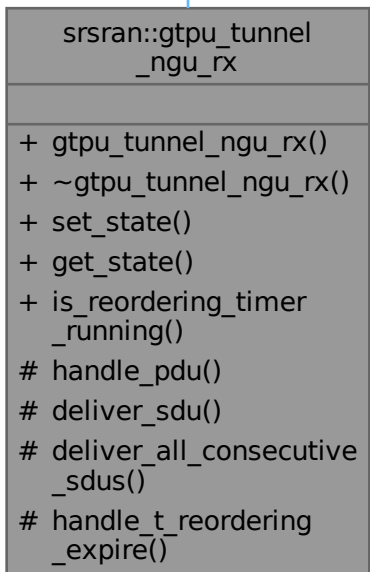 srsran::gtpu_tunnel
_ngu_rx
+ gtpu_tunnel_ngu_rx()
+ ~gtpu_tunnel_ngu_rx()
+ set_state()
+ get_state()
+ is_reordering_timer
_running()
# handle_pdu()
# deliver_sdu()
# deliver_all_consecutive
_sdus()
# handle_t_reordering
_expire()